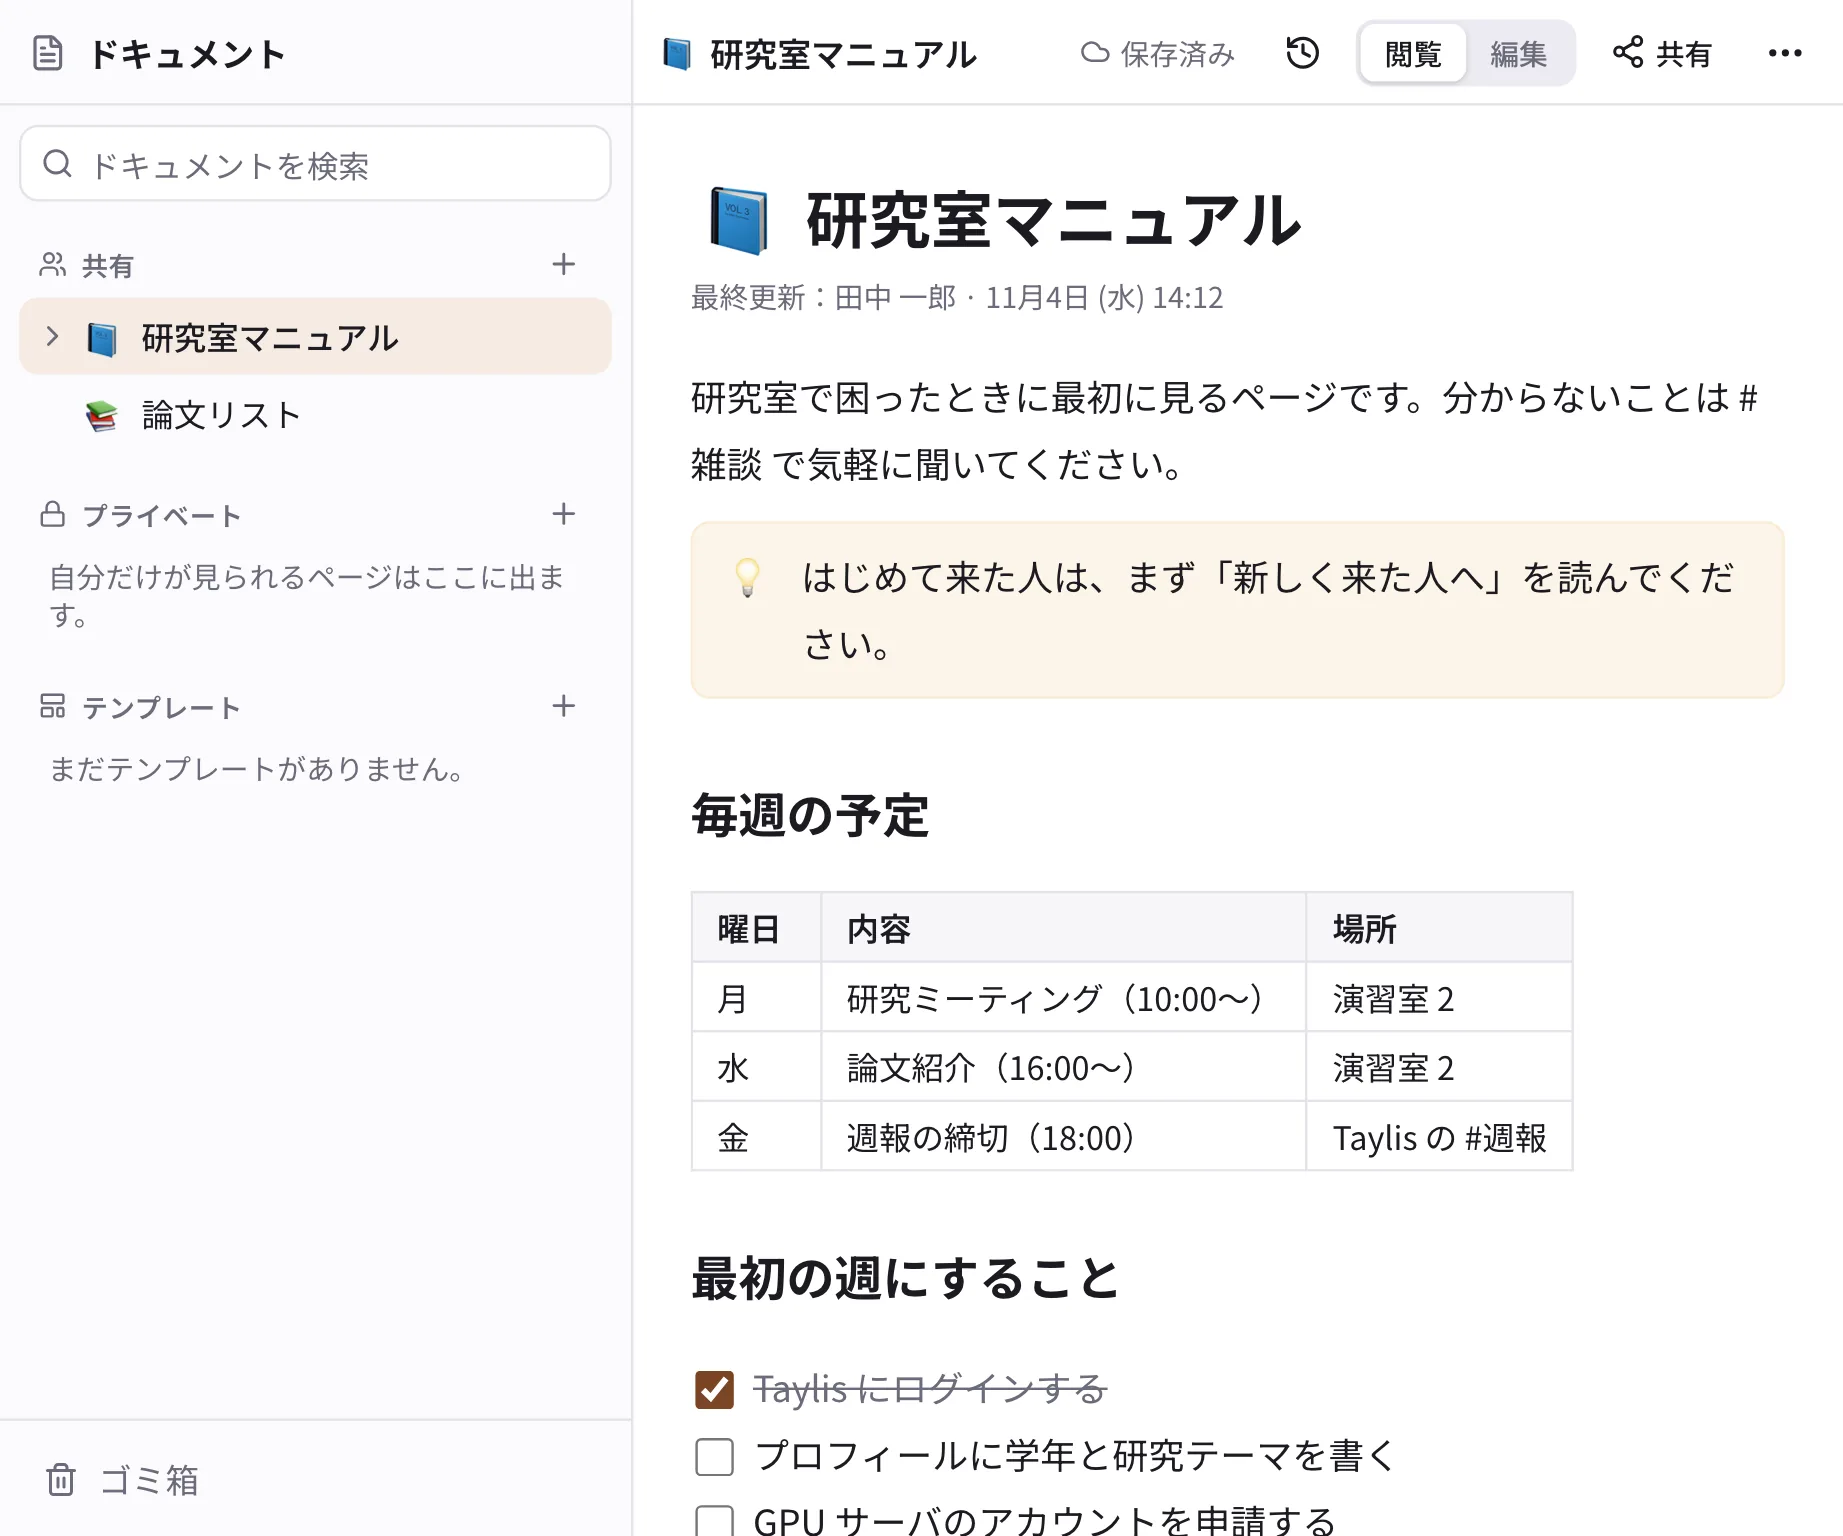 ドキュメント
ドキュメントを検索
共有
研究室マニュアル
論文リスト
プライベート
自分だけが見られるページはここに出ま
す。
テンプレート
まだテンプレートがありません。
ゴミ箱
研究室マニュアル
保存済み
閲覧
編集
共有
VOL. 3
研究室マニュアル
最終更新：田中 一郎 · 11月4日 (水) 14:12
研究室で困ったときに最初に見るページです。分からないことは #
雑談 で気軽に聞いてください。
はじめて来た人は、まず「新しく来た人へ」を読んでくだ
さい。
毎週の予定
曜日 内容 場所
月 研究ミーティング（10:00〜） 演習室 2
水 論文紹介（16:00〜） 演習室 2
金 週報の締切（18:00） Taylis の #週報
最初の週にすること
Taylis にログインする
プロフィールに学年と研究テーマを書く
GPU サーバのアカウントを申請する